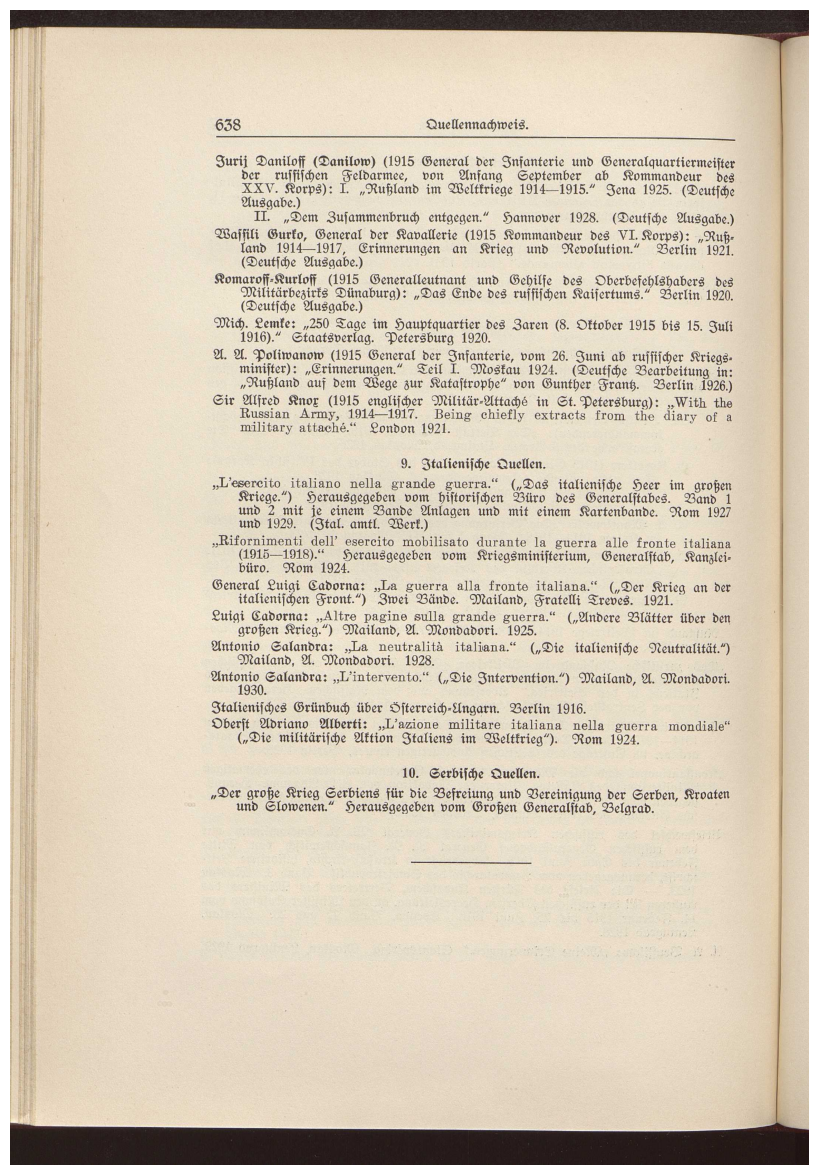 638
Quellennachweis.
Jurij Daniloff (Danilow) (1915 General der Infanterie und Generalquartiermeister
der russischen Feldarmee, von Anfang September ab Kommandeur des
XXV. Korps): I. „Rußland im Weltkriege 1914—1915.“ Jena 1925. (Deutsche
Ausgabe.)
II. „Dem Zusammenbruch entgegen.“ Hannover 1928. (Deutsche Ausgabe.)
Wassili Gurko, General der Kavallerie (1915 Kommandeur des VI. Korps): „Ruß-
land 1914—1917, Erinnerungen an Krieg und Revolution.“ Berlin 1921.
(Deutsche Ausgabe.)
Komaroff-Kurloff (1915 Generalleutnant und Gehilfe des Oberbefehlshabers des
Militärbezirks Dünaburg): „Das Ende des russischen Kaisertums.“ Berlin 1920.
(Deutsche Ausgabe.)
Mich. Lemke: „250 Tage im Hauptquartier des Zaren (8. Oktober 1915 bis 15. Juli
1916).“ Staatsverlag. Petersburg 1920.
A. A. Poliwanow (1915 General der Infanterie, vom 26. Juni ab russischer Kriegs-
minister): „Erinnerungen.“ Teil I. Moskau 1924. (Deutsche Bearbeitung in:
„Rußland auf dem Wege zur Katastrophe“ von Gunther Frantz. Berlin 1926.)
Sir Alfred Knox (1915 englischer Militär-Attaché in St. Petersburg): „With the
Russian Army, 1914—1917. Being chiefly extracts from the diary of a
military attaché.“ London 1921.
9. Italienische Quellen.
„L'esercito italiano nella grande guerra.“ („Das italienische Heer im großen
Kriege.“) Herausgegeben vom historischen Büro des Generalstabes. Band 1
und 2 mit je einem Bande Anlagen und mit einem Kartenbande. Rom 1927
und 1929. (Ital. amtl. Werk.)
„Rifornimenti dell' esercito mobilisato durante la guerra alle fronte italiana
(1915—1918).“ Herausgegeben vom Kriegsministerium, Generalstab, Kanzlei-
büro. Rom 1924.
General Luigi Cadorna: „La guerra alla fronte italiana.“ („Der Krieg an der
italienischen Front.“) Zwei Bände. Mailand, Fratelli Treves. 1921.
Luigi Cadorna: „Altre pagine sulla grande guerra.“ („Andere Blätter über den
großen Krieg.“) Mailand, A. Mondadori. 1925.
Antonio Salandra: „La neutralità italiana.“ („Die italienische Neutralität.“)
Mailand, A. Mondadori. 1928.
Antonio Salandra: „L'intervento.“ („Die Intervention.“) Mailand, A. Mondadori.
1930.
Italienisches Grünbuch über Österreich-Ungarn. Berlin 1916.
Oberst Adriano Alberti: „L'azione militare italiana nella guerra mondiale“
(„Die militärische Aktion Italiens im Weltkrieg“). Rom 1924.
10. Serbische Quellen.
„Der große Krieg Serbiens für die Befreiung und Vereinigung der Serben, Kroaten
und Slowenen.“ Herausgegeben vom Großen Generalstab, Belgrad.